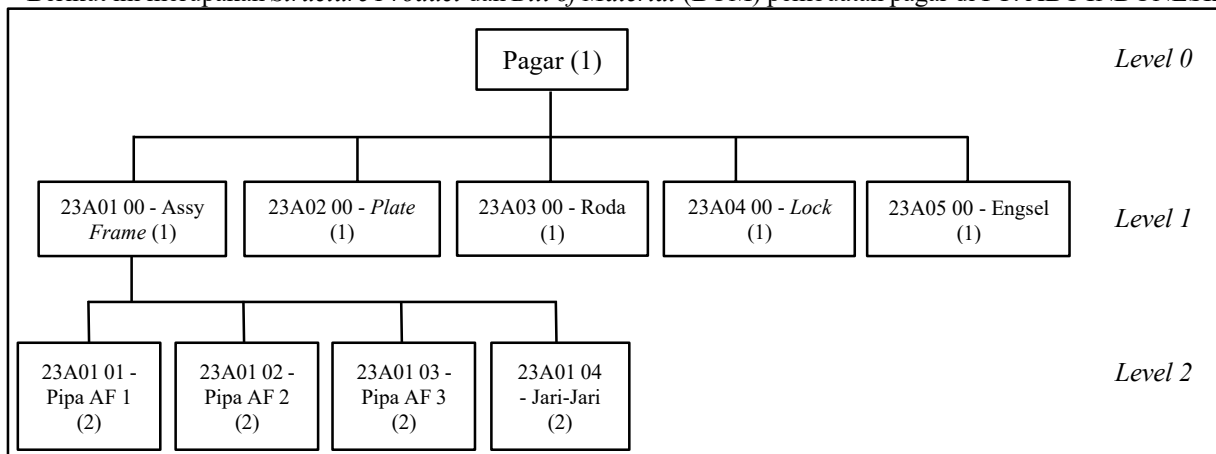 Berikut ini merupakan Structure Product dan Bill of Material (BOM) pembuatan pagar di
Pagar (1)
Level 0
23A01 00 - Assy
Frame (1)
23A02 00 - Plate
(1)
23A03 00 - Roda
(1)
23A04 00 - Lock
(1)
23A05 00 - Engsel
(1)
Level 1
23A01 01 -
Pipa AF 1
(2)
23A01 02 -
Pipa AF 2
(2)
23A01 03 -
Pipa AF 3
(2)
23A01 04
- Jari-Jari
(2)
Level 2